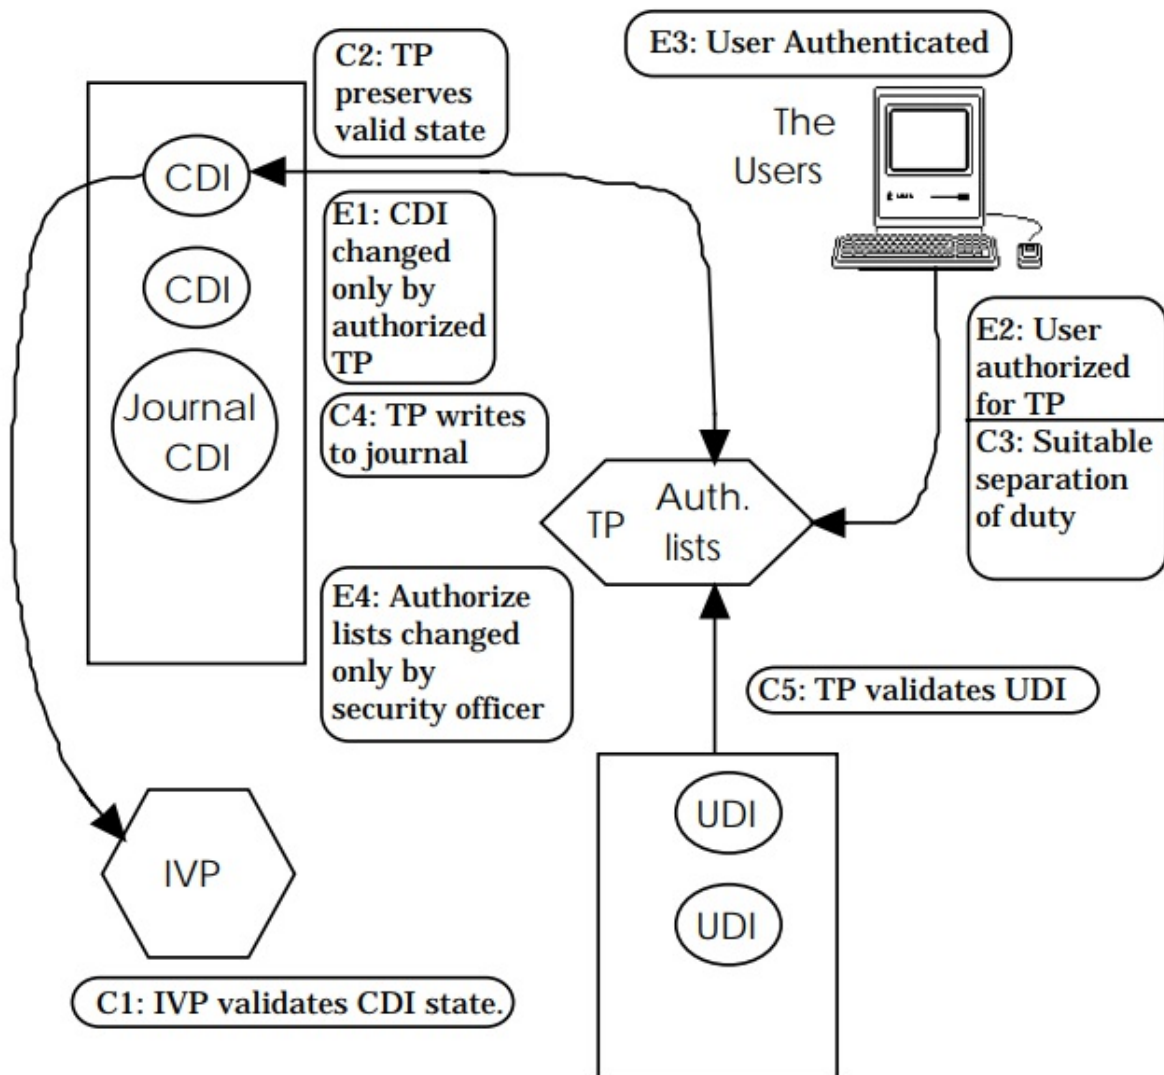 E3: User Authenticated
C2: TP
preserves
valid state
The
Users
CDI
E1: CDI
changed
only by
authorized
TP
CDI
E2: User
authorized
for TP
C3: Suitable
separation
of duty
Journal
CDI
C4: TP writes
to journal
TP
Auth.
lists
E4: Authorize
lists changed
only by
security officer
C5: TP validates UDI
UDI
UDI
IVP
C1: IVP validates CDI state.